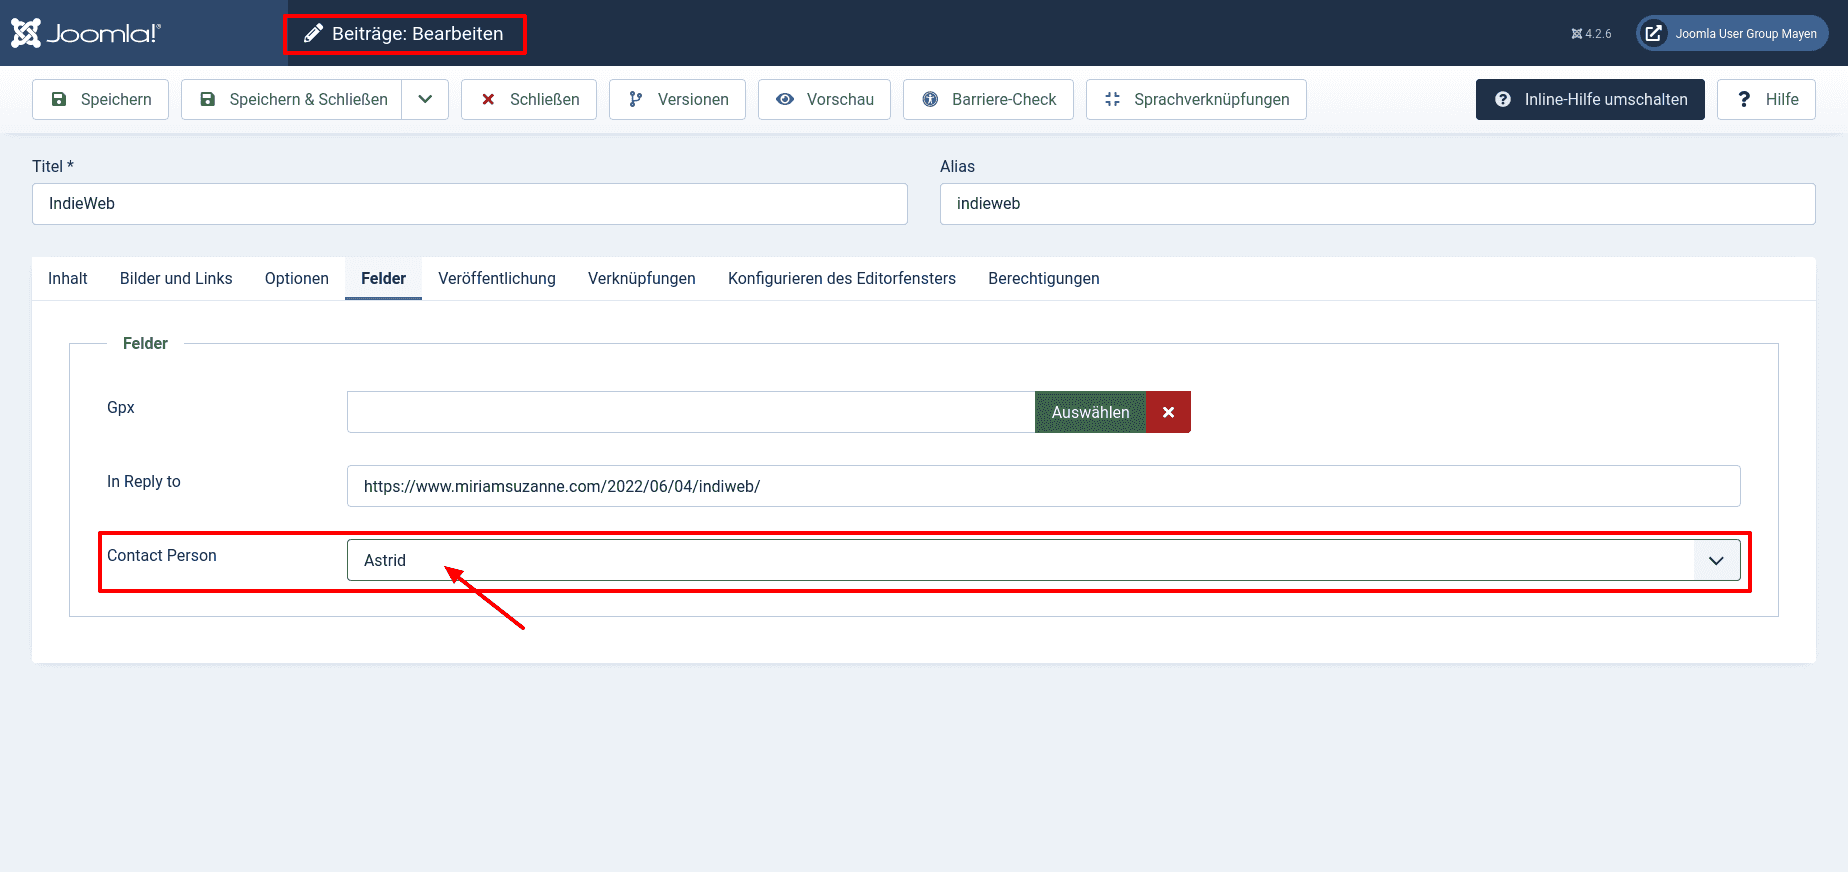 Joomla!®
Beiträge: Bearbeiten
4.2.6
Joomla User Group Mayen
Speichern
Speichern & Schließen
Schließen
Versionen
Vorschau
Barriere-Check
Sprachverknüpfungen
Inline-Hilfe umschalten
? Hilfe
Titel *
Alias
IndieWeb
indieweb
Inhalt
Bilder und Links
Optionen
Felder
Veröffentlichung
Verknüpfungen
Konfigurieren des Editorfensters
Berechtigungen
Felder
Gpx
Auswählen
In Reply to
https://www.miriamsuzanne.com/2022/06/04/indiweb/
Contact Person
Astrid